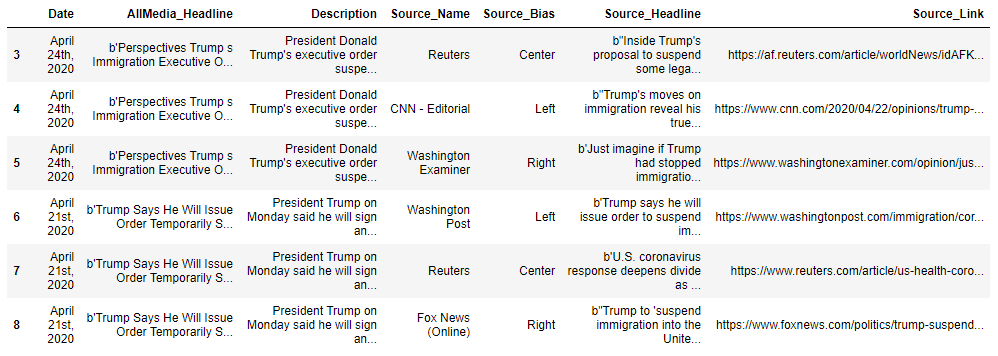 Date AllMedia_Headline Description Source_Name Source_Bias Source_Headline Source_Link
3 April 24th, 2020 b'Perspectives Trump s Immigration Executive O... President Donald Trump's executive order suspe... Reuters Center b"Inside Trump's proposal to suspend some lega... https://af.reuters.com/article/worldNews/idAFK...
4 April 24th, 2020 b'Perspectives Trump s Immigration Executive O... President Donald Trump's executive order suspe... CNN - Editorial Left b"Trump's moves on immigration reveal his true... https://www.cnn.com/2020/04/22/opinions/trump-...
5 April 24th, 2020 b'Perspectives Trump s Immigration Executive O... President Donald Trump's executive order suspe... Washington Examiner Right b'Just imagine if Trump had stopped immigratio... https://www.washingtonexaminer.com/opinion/jus...
6 April 21st, 2020 b'Trump Says He Will Issue Order Temporarily S... President Trump on Monday said he will sign an... Washington Post Left b'Trump says he will issue order to suspend im... https://www.washingtonpost.com/immigration/cor...
7 April 21st, 2020 b'Trump Says He Will Issue Order Temporarily S... President Trump on Monday said he will sign an... Reuters Center b'U.S. coronavirus response deepens divide as ... https://www.reuters.com/article/us-health-coro...
8 April 21st, 2020 b'Trump Says He Will Issue Order Temporarily S... President Trump on Monday said he will sign an... Fox News (Online) Right b"Trump to 'suspend immigration into the Unite... https://www.foxnews.com/politics/trump-suspend...